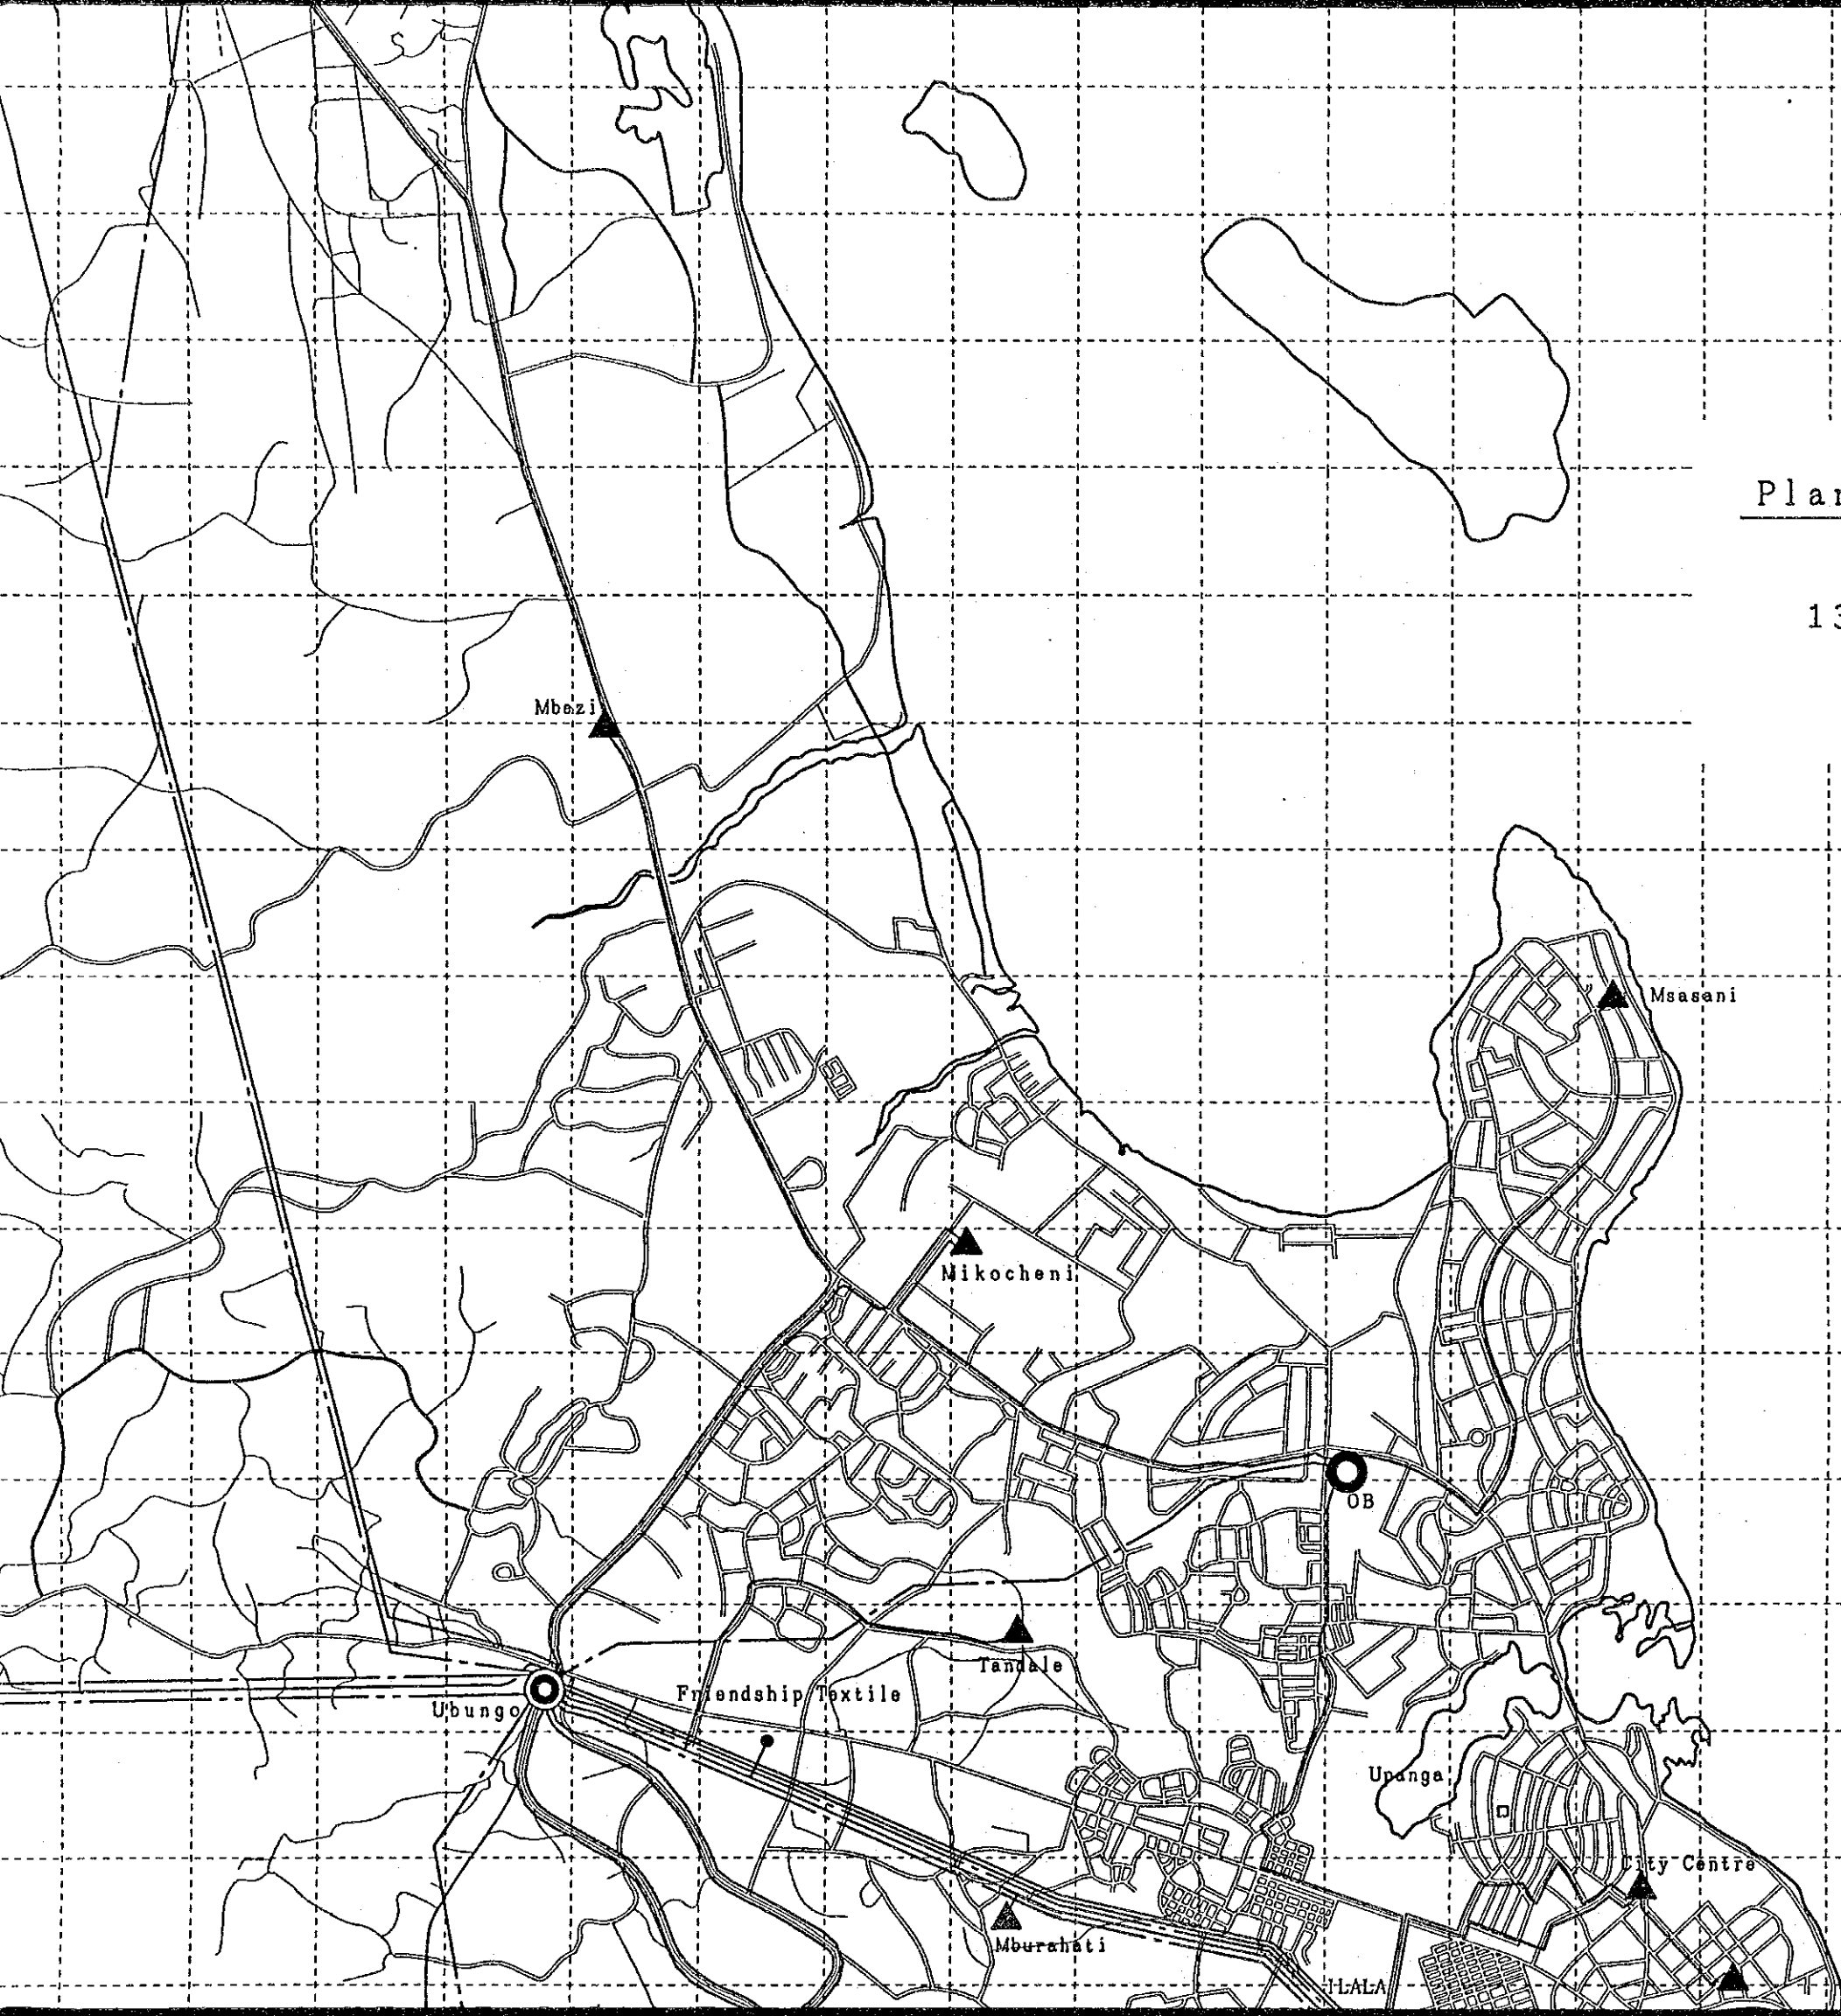 Plan
13
Mbezi
Msasani
Mikocheni
OB
Tandale
Friendship Textile
Ubungo
Upanga
City Centre
Mburahati
ILALA